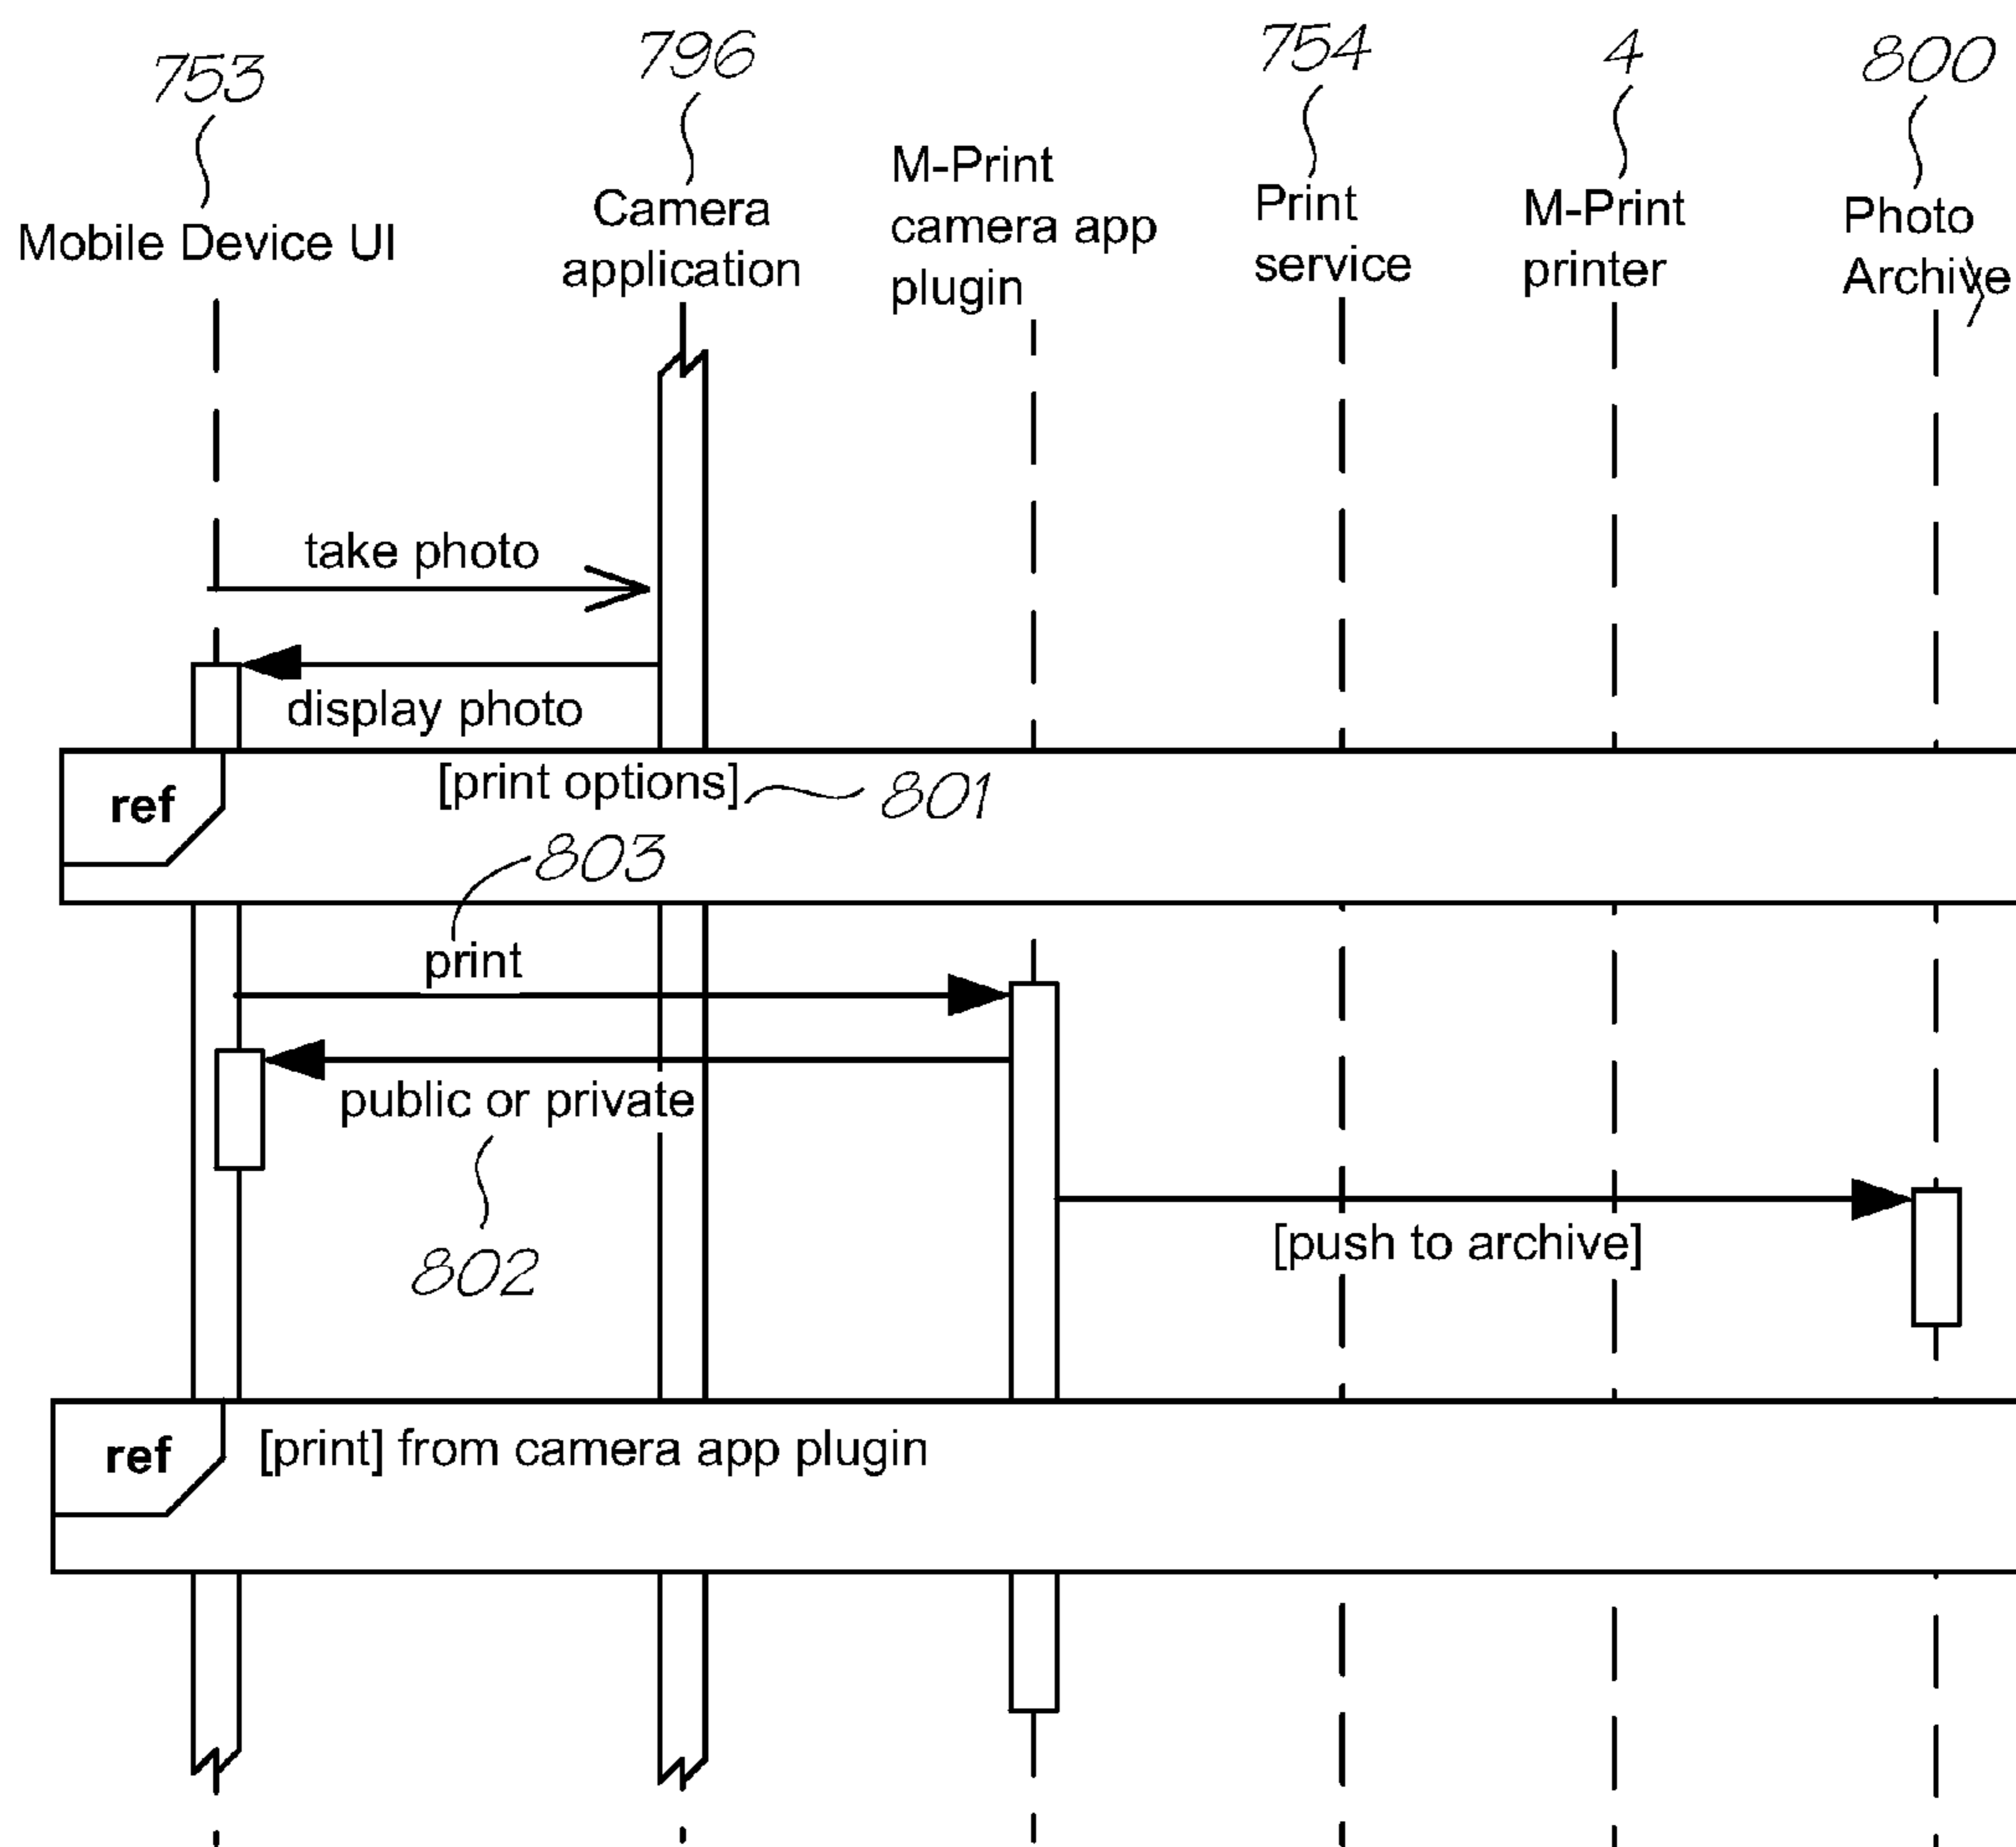 753
796
754
4
800
Mobile Device UI
Camera
application
M-Print
camera app
plugin
Print
service
M-Print
printer
Photo
Archive
take photo
display photo
ref
[print options]
801
803
print
public or private
802
[push to archive]
ref
[print] from camera app plugin